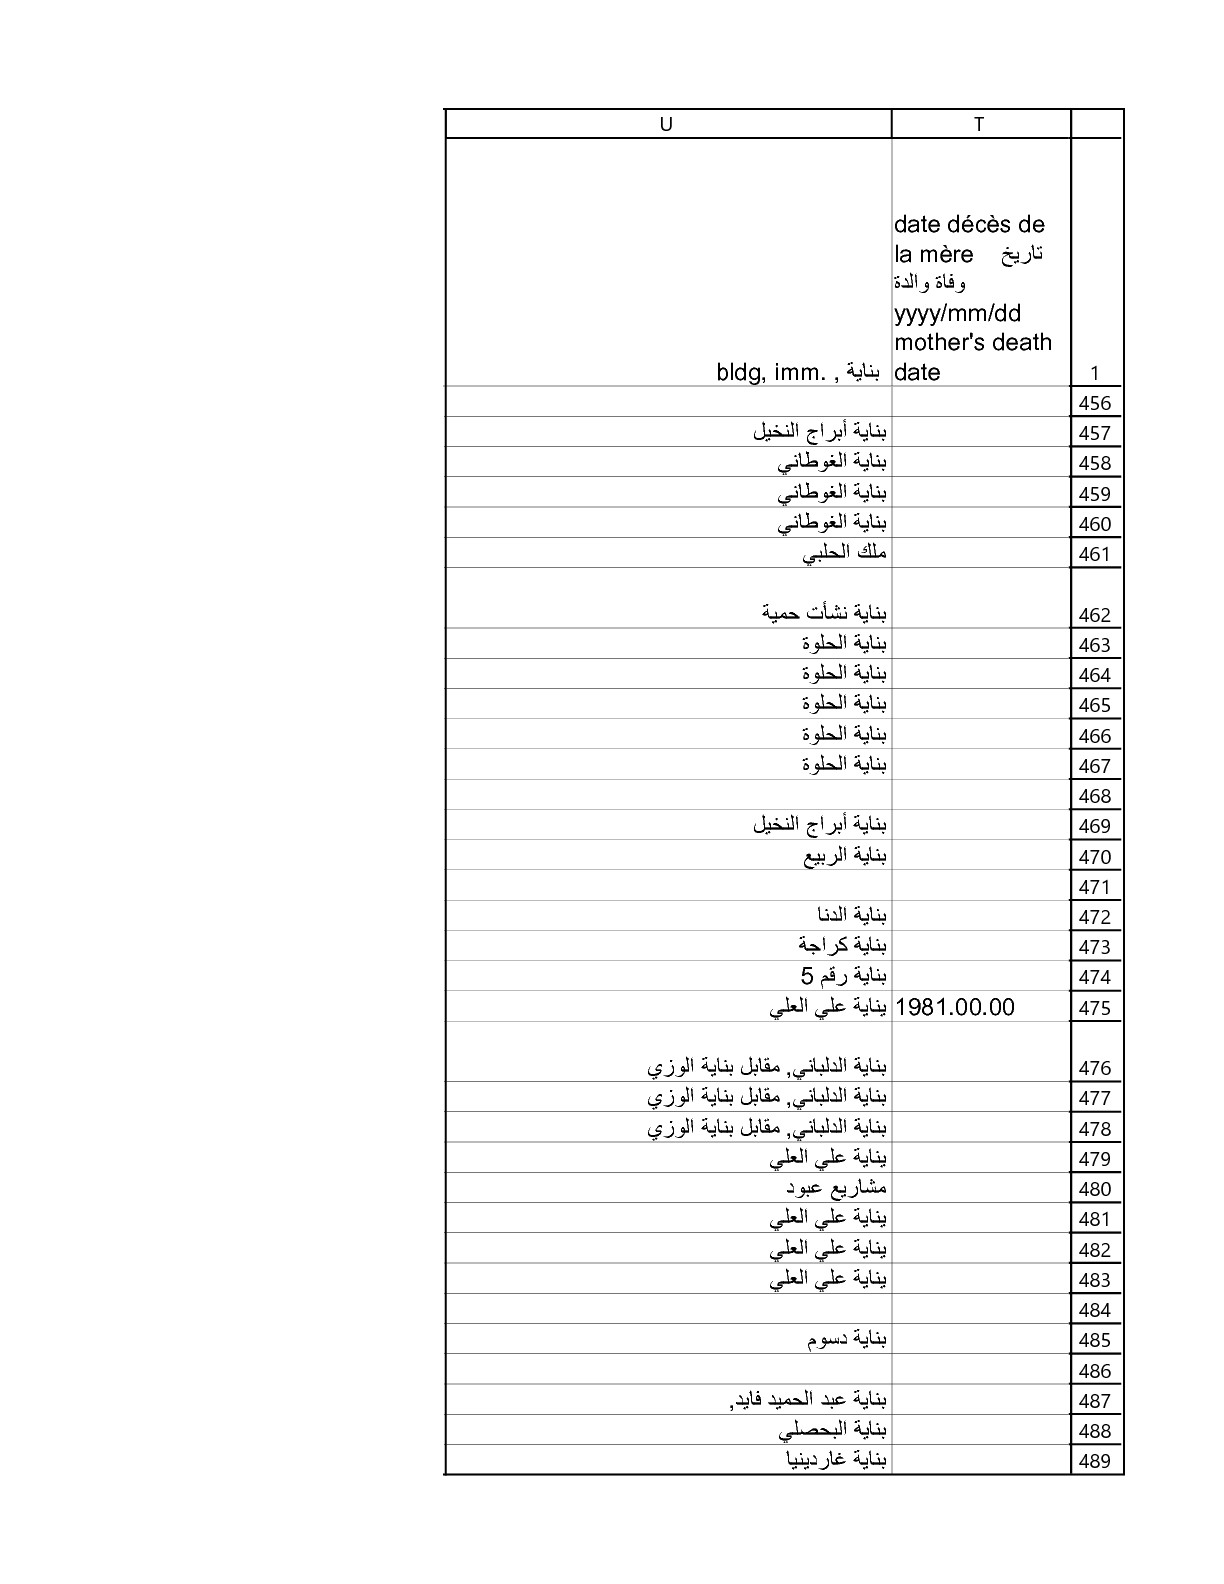 U T
date décès de
la mère تاريخ
وفاة والدة
yyyy/mm/dd
mother's death
date
bldg, imm. , بناية
1
456
457 بناية أبراج النخيل
458 بناية الغوطاني
459 بناية الغوطاني
460 بناية الغوطاني
461 ملك الحلبي
462 بناية نشأت حمية
463 بناية الحلوة
464 بناية الحلوة
465 بناية الحلوة
466 بناية الحلوة
467 بناية الحلوة
468
469 بناية أبراج النخيل
470 بناية الربيع
471
472 بناية الدنا
473 بناية كراجة
474 بناية رقم 5
475 1981.00.00 يناية علي العلي
476 بناية الدلباني, مقابل بناية الوزي
477 بناية الدلباني, مقابل بناية الوزي
478 بناية الدلباني, مقابل بناية الوزي
479 يناية علي العلي
480 مشاريع عبود
481 يناية علي العلي
482 يناية علي العلي
483 يناية علي العلي
484
485 بناية دسوم
486
487 بناية عبد الحميد فايد,
488 بناية البحصلي
489 بناية غاردينيا